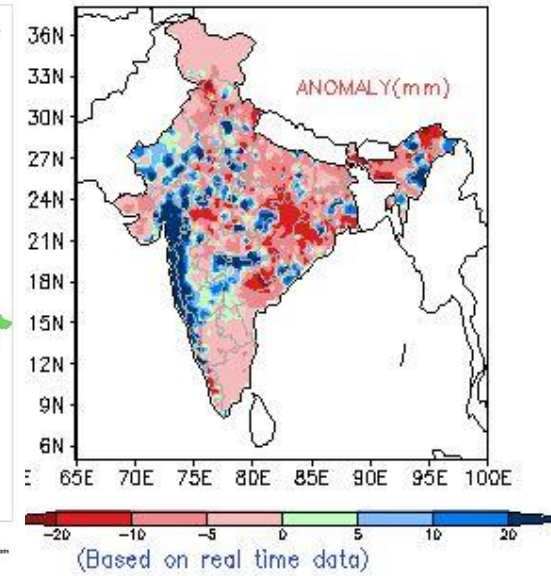 36N
33N
ANOMALY(mm)
30N
27N
24N
21N
18N
15N
12N
9N
6N
E 65E 70E 75E 80E 85E 90E 95E 100E
-20 -10 -5 0 5 10 20
(Based on real time data)